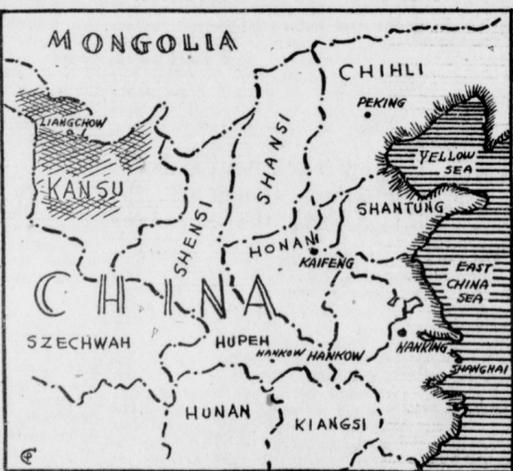 MONGOLIA
CHIHLI
PEKING
LIANGCHOW
YELLOW
SEA
KANSU
SHANSI
SHENSI
SHANTUNG
HONAN
KAIFENG
EAST
CHINA
SEA
CHINA
SZECHWAH
HUPEH
HANKOW
HANKOW
NANKING
SHANGHAI
HUNAN
KIANGSI